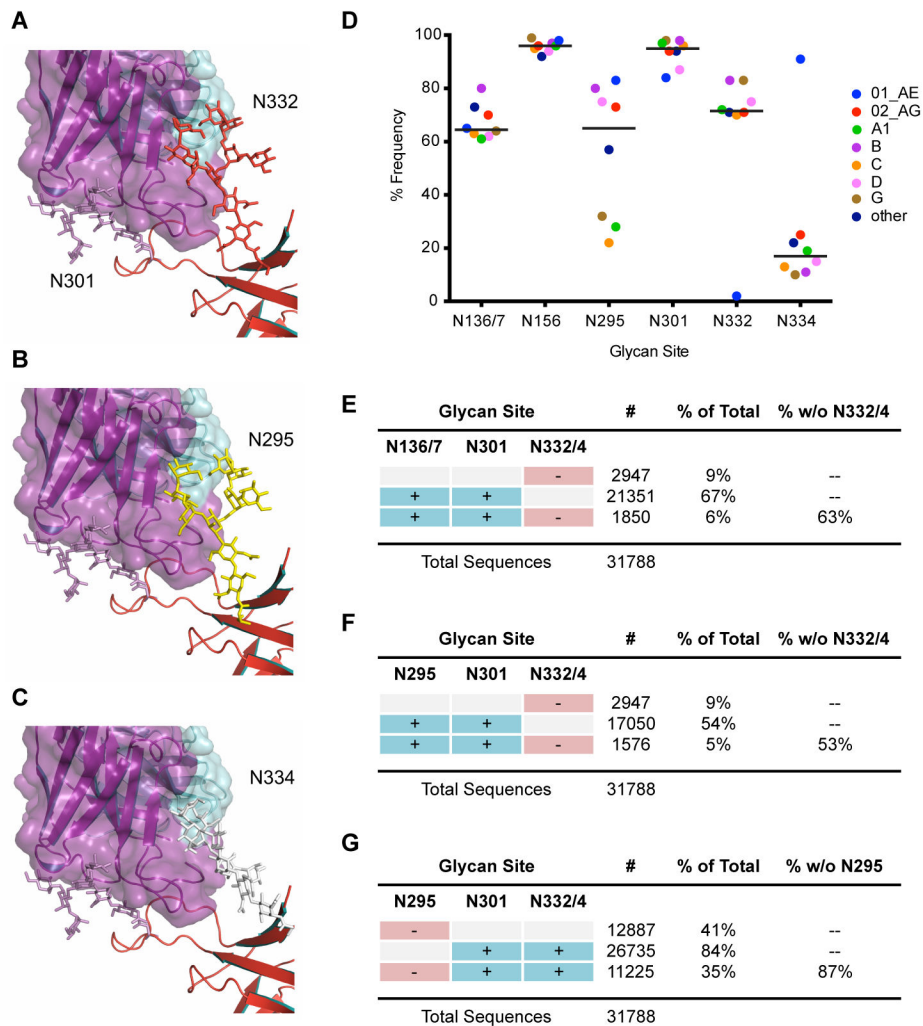 A
N332
N301
B
N295
C
N334
D
% Frequency
100
80
60
40
20
0
N136/7 N156 N295 N301 N332 N334
Glycan Site
01_AE
02_AG
A1
B
C
D
G
other
E
Glycan Site # % of Total % w/o N332/4
N136/7 N301 N332/4
- 2947 9% --
+ + 21351 67% --
+ + - 1850 6% 63%
Total Sequences 31788
F
Glycan Site # % of Total % w/o N332/4
N295 N301 N332/4
- 2947 9% --
+ + 17050 54% --
+ + - 1576 5% 53%
Total Sequences 31788
G
Glycan Site # % of Total % w/o N295
N295 N301 N332/4
- 12887 41% --
+ + 26735 84% --
- + + 11225 35% 87%
Total Sequences 31788